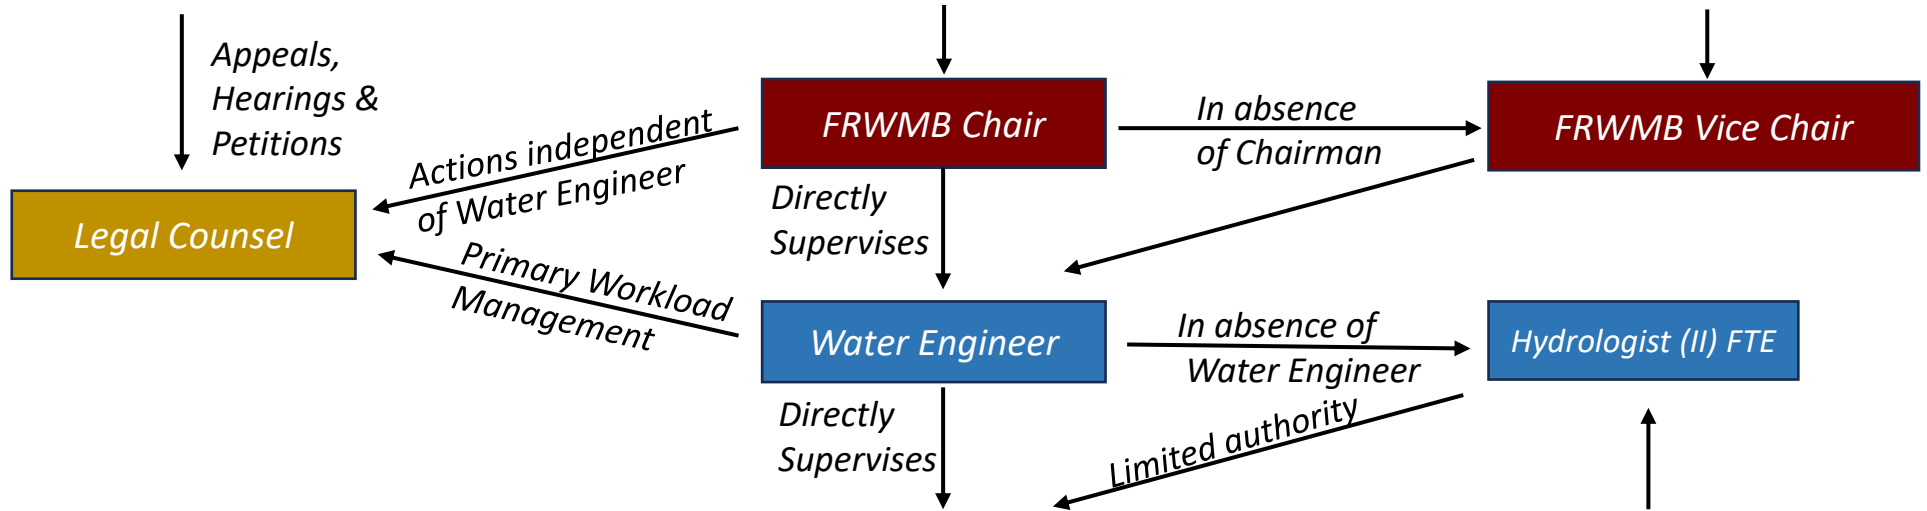 Appeals,
Hearings &
Petitions
FRWMB Chair
In absence
of Chairman
FRWMB Vice Chair
Actions independent
of Water Engineer
Directly
Supervises
Legal Counsel
Primary Workload
Management
Water Engineer
In absence of
Water Engineer
Hydrologist (II) FTE
Directly
Supervises
Limited authority